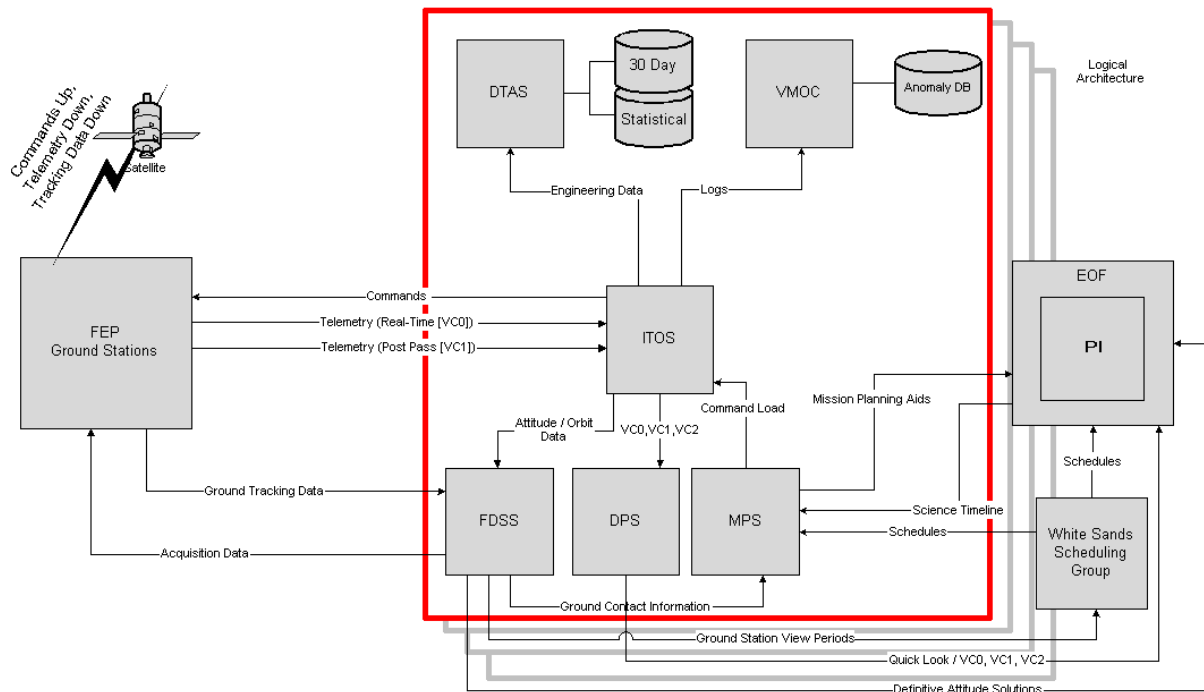 Logical
Architecture
DTAS
30 Day
Statistical
VMOC
Anomaly DB
Commands Up,
Telemetry Down,
Tracking Data Down
Satellite
Engineering Data
Logs
FEP
Ground Stations
Commands
Telemetry (Real-Time [VC0])
Telemetry (Post Pass [VC1])
ITOS
EOF
PI
Mission Planning Aids
Command Load
Attitude / Orbit
Data
VC0,VC1,VC2
Schedules
Ground Tracking Data
FDSS
DPS
MPS
Science Timeline
Schedules
White Sands
Scheduling
Group
Acquisition Data
Ground Contact Information
Ground Station View Periods
Quick Look / VC0, VC1, VC2
Definitive Attitude Solutions